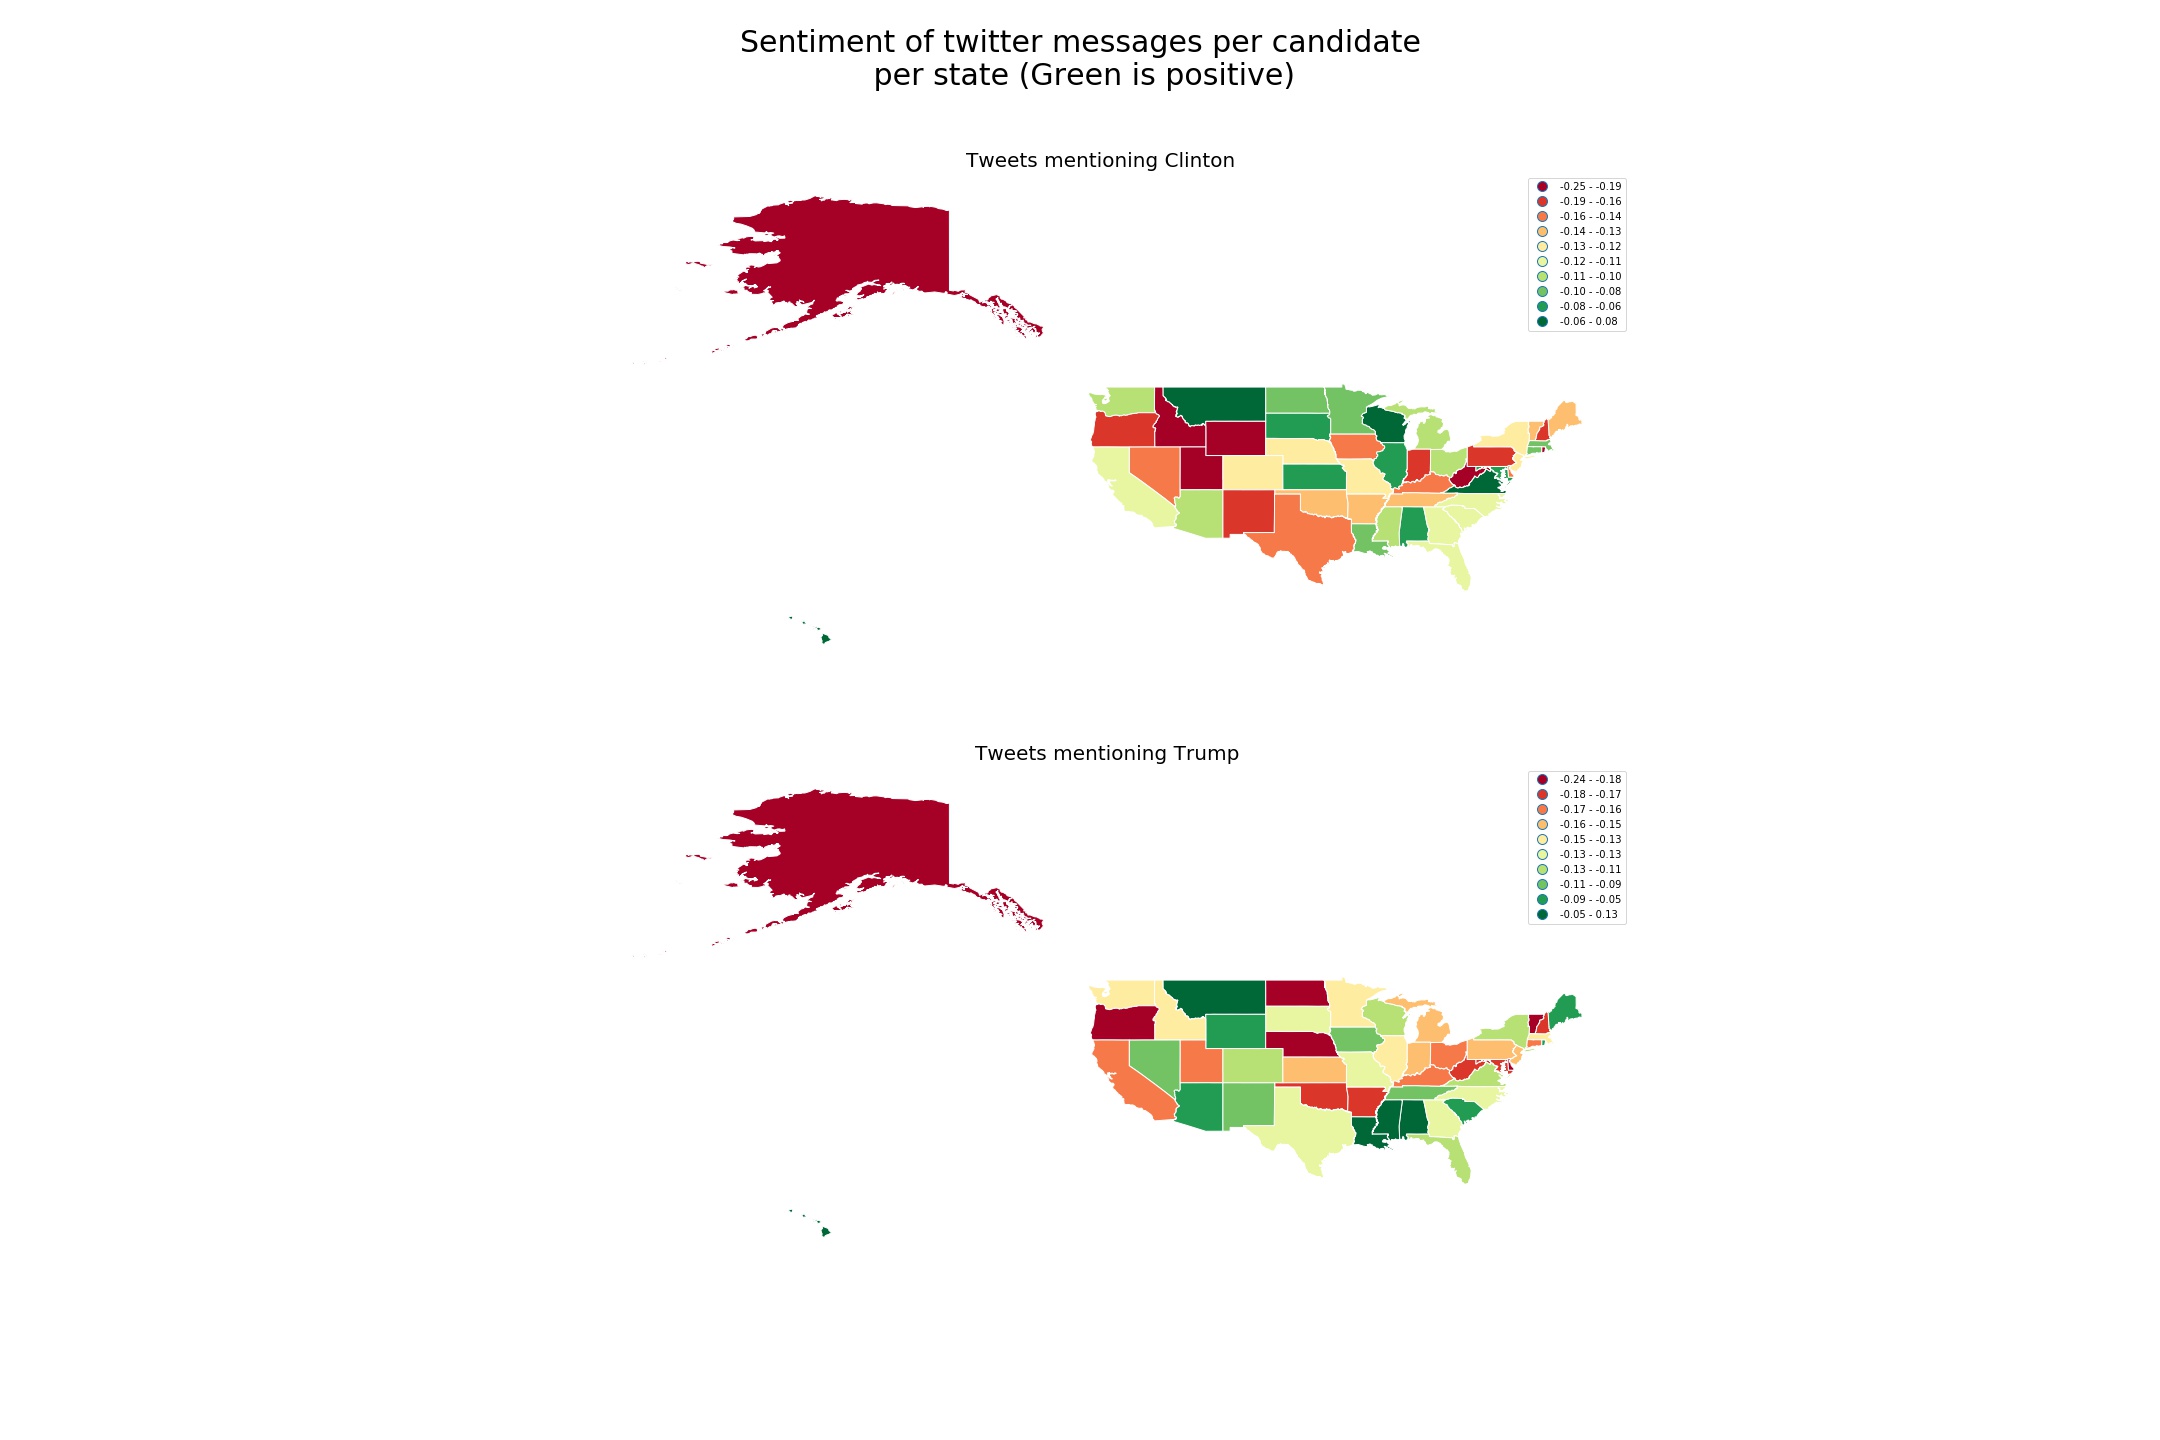 Sentiment of twitter messages per candidate
per state (Green is positive)
Tweets mentioning Clinton
-0.25 - -0.19
-0.19 - -0.16
-0.16 - -0.14
-0.14 - -0.13
-0.13 - -0.12
-0.12 - -0.11
-0.11 - -0.10
-0.10 - -0.08
-0.08 - -0.06
-0.06 - 0.08
Tweets mentioning Trump
-0.24 - -0.18
-0.18 - -0.17
-0.17 - -0.16
-0.16 - -0.15
-0.15 - -0.13
-0.13 - -0.13
-0.13 - -0.11
-0.11 - -0.09
-0.09 - -0.05
-0.05 - 0.13